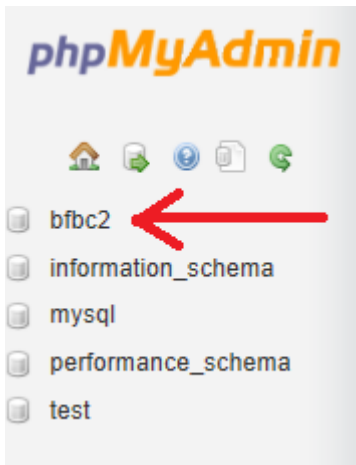 phpMyAdmin
bfbc2
information_schema
mysql
performance_schema
test